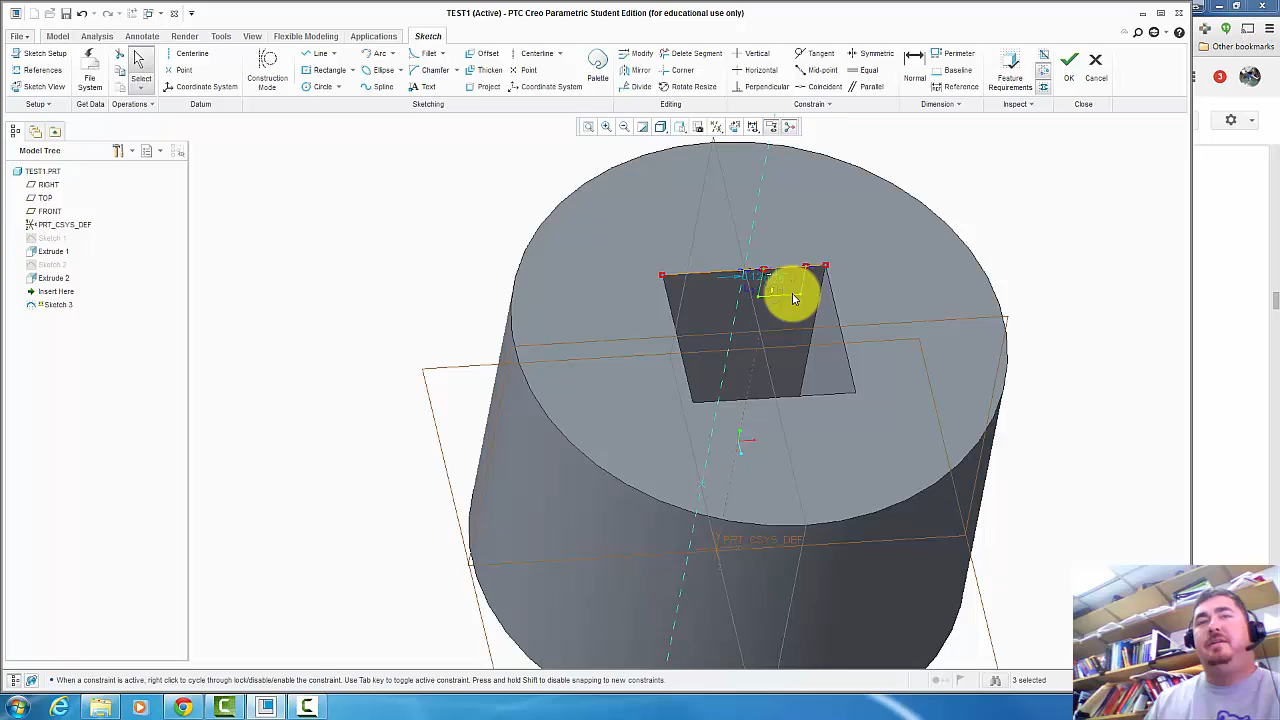 TEST1 (Active) - PTC Creo Parametric Student Edition (for educational use only)
File Model Analysis Annotate Render Tools View Flexible Modeling Applications Sketch
Other bookmarks
Sketch Setup
References
Sketch View
Setup
File System
Get Data
Select
Operations
Centerline
Point
Coordinate System
Datum
Construction Mode
Line Arc Fillet Offset Centerline
Rectangle Ellipse Chamfer Thicken Point
Circle Spline Text Project Coordinate System
Palette
Sketching
Modify Delete Segment
Mirror Corner
Divide Rotate Resize
Editing
Vertical Tangent Symmetric
Horizontal Mid-point Equal
Perpendicular Coincident Parallel
Constrain
Normal
Perimeter
Baseline
Reference
Dimension
Feature Requirements
Inspect
OK Cancel
Close
3
Model Tree
TEST1.PRT
RIGHT
TOP
FRONT
PRT_CSYS_DEF
Sketch 1
Extrude 1
Sketch 2
Extrude 2
Insert Here
Sketch 3
PRT_CSYS_DEF
When a constraint is active, right click to cycle through lock/disable/enable the constraint. Use Tab key to toggle active constraint. Press and hold Shift to disable snapping to new constraints.
3 selected